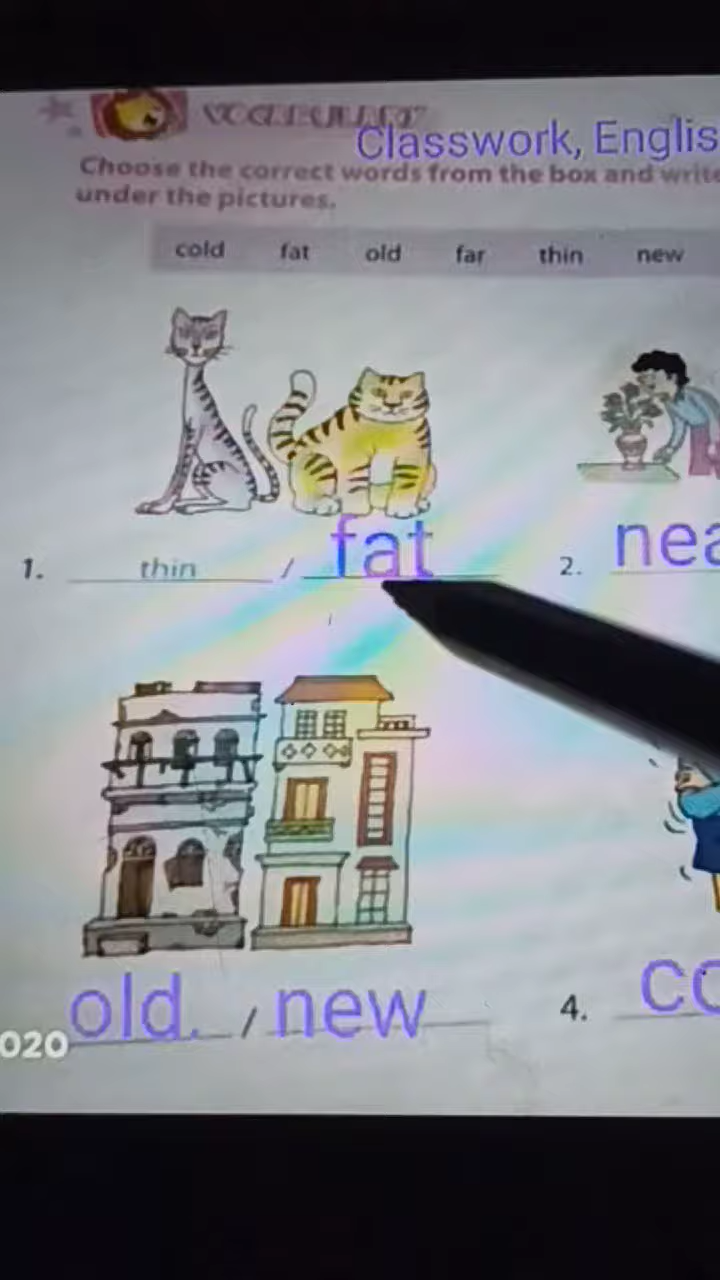 VOCABULARY
Classwork, Englis
Choose the correct words from the box and write
under the pictures.
cold fat old far thin new
1. thin / fat
2. nea
old. / new
4. co
020